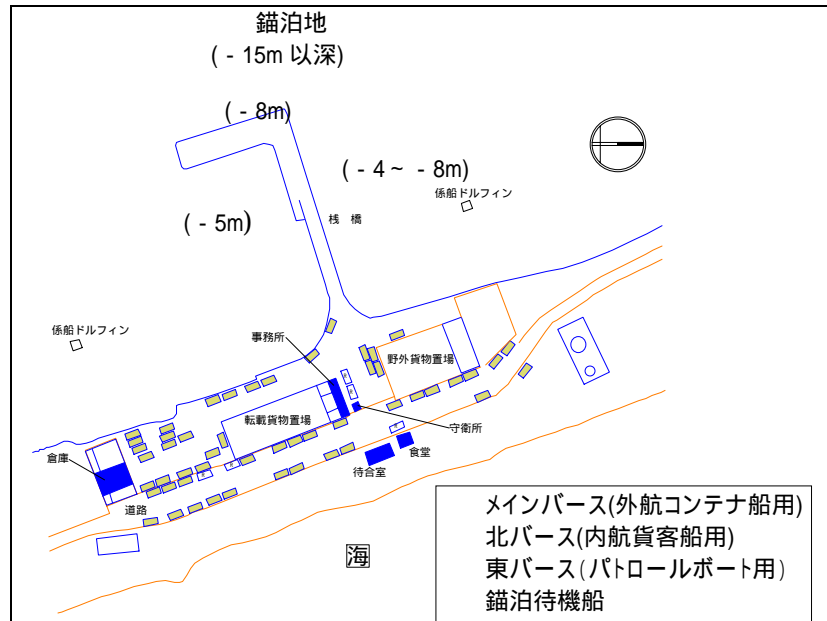 錨泊地
(－15m 以深)
(－8m)
(－4～－8m)
係船ドルフィン
(－5m)
桟 橋
係船ドルフィン
事務所
野外貨物置場
転載貨物置場
守衛所
倉庫
食堂
待合室
道路
海
メインバース(外航コンテナ船用)
北バース(内航貨客船用)
東バース(パトロールボート用)
錨泊待機船